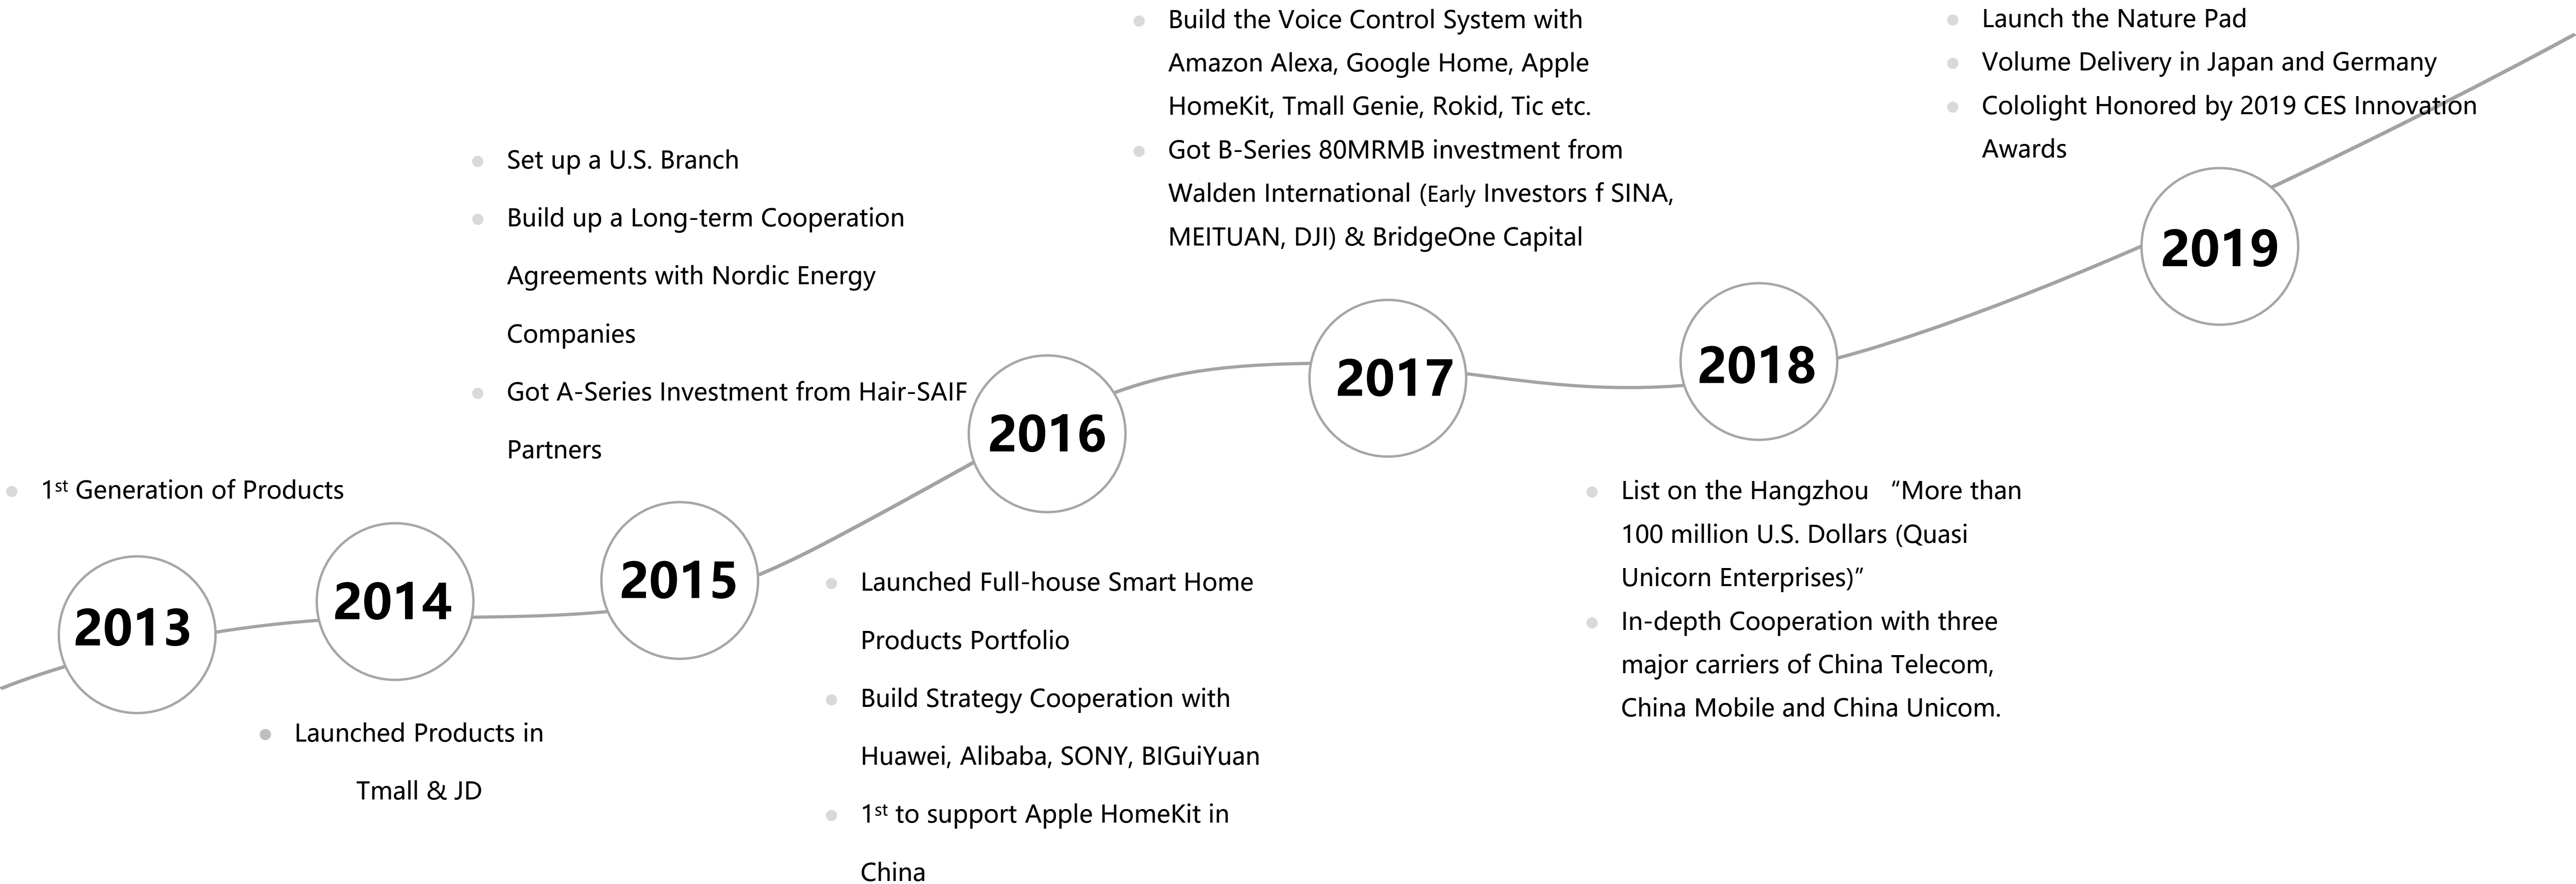 1st Generation of Products
2013
2014
Launched Products in
Tmall & JD
Set up a U.S. Branch
Build up a Long-term Cooperation
Agreements with Nordic Energy
Companies
Got A-Series Investment from Hair-SAIF
Partners
2015
2016
Launched Full-house Smart Home
Products Portfolio
Build Strategy Cooperation with
Huawei, Alibaba, SONY, BIGuiYuan
1st to support Apple HomeKit in
China
Build the Voice Control System with
Amazon Alexa, Google Home, Apple
HomeKit, Tmall Genie, Rokid, Tic etc.
Got B-Series 80MRMB investment from
Walden International (Early Investors f SINA,
MEITUAN, DJI) & BridgeOne Capital
2017
2018
List on the Hangzhou “More than
100 million U.S. Dollars (Quasi
Unicorn Enterprises)”
In-depth Cooperation with three
major carriers of China Telecom,
China Mobile and China Unicom.
Launch the Nature Pad
Volume Delivery in Japan and Germany
Cololight Honored by 2019 CES Innovation
Awards
2019